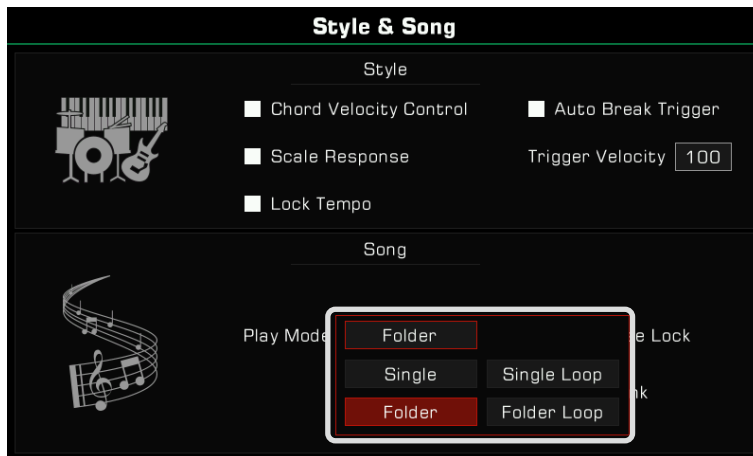 Style & Song
Style
Chord Velocity Control
Auto Break Trigger
Scale Response
Trigger Velocity 100
Lock Tempo
Song
Play Mode
Folder
Lock
Single
Single Loop
Folder
Folder Loop